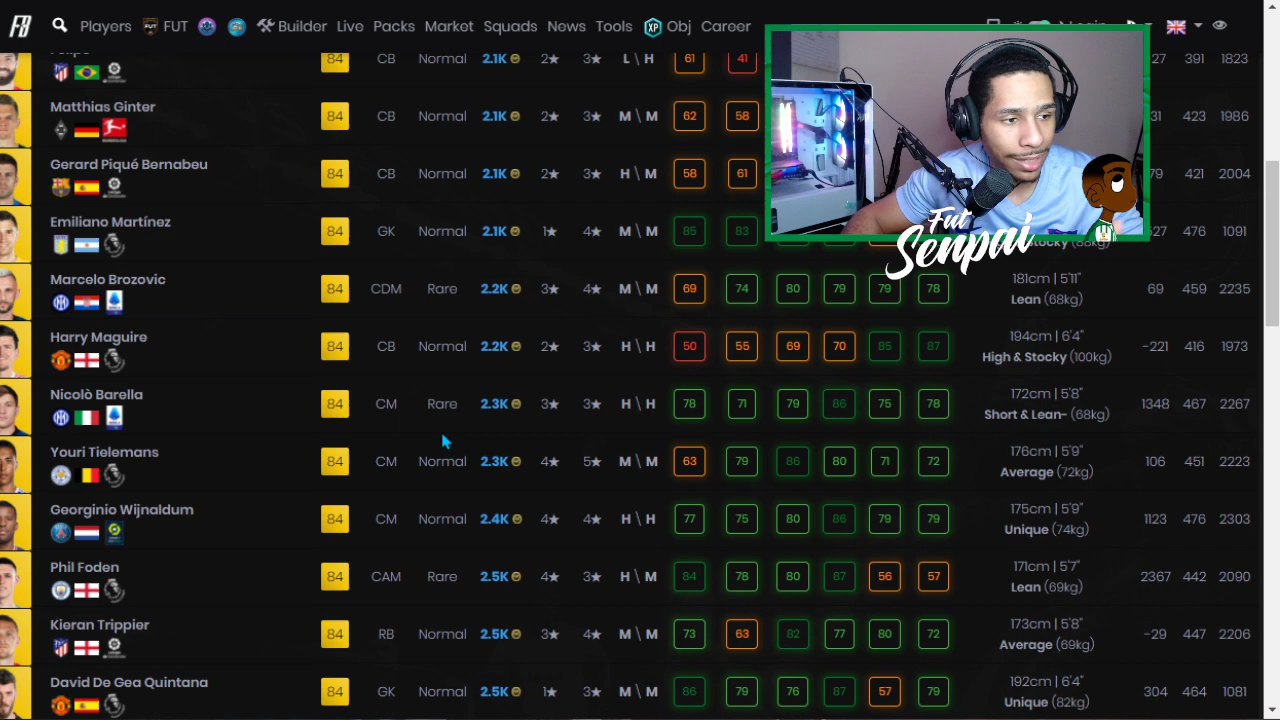 FB Players FUT Builder Live Packs Market Squads News Tools XP Obj Career
84 CB Normal 2.1K 2★ 3★ L \ H 61 41 27 391 1823
Matthias Ginter 84 CB Normal 2.1K 2★ 3★ M \ M 62 58 31 423 1986
Gerard Piqué Bernabeu 84 CB Normal 2.1K 2★ 3★ H \ M 58 61 79 421 2004
Emiliano Martínez 84 GK Normal 2.1K 1★ 4★ M \ M 85 83 527 476 1091
Fut
Senpai
Marcelo Brozovic 84 CDM Rare 2.2K 3★ 4★ M \ M 69 74 80 79 79 78 181cm | 5'11" 69 459 2235
Lean (68kg)
Harry Maguire 84 CB Normal 2.2K 2★ 3★ H \ H 50 55 69 70 85 87 194cm | 6'4" -221 416 1973
High & Stocky (100kg)
Nicolò Barella 84 CM Rare 2.3K 3★ 3★ H \ H 78 71 79 86 75 78 172cm | 5'8" 1348 467 2267
Short & Lean- (68kg)
Youri Tielemans 84 CM Normal 2.3K 4★ 5★ M \ M 63 79 86 80 71 72 176cm | 5'9" 106 451 2223
Average (72kg)
Georginio Wijnaldum 84 CM Normal 2.4K 4★ 4★ H \ H 77 75 80 86 79 79 175cm | 5'9" 1123 476 2303
Unique (74kg)
Phil Foden 84 CAM Rare 2.5K 4★ 3★ H \ M 84 78 80 87 56 57 171cm | 5'7" 2367 442 2090
Lean (69kg)
Kieran Trippier 84 RB Normal 2.5K 3★ 4★ M \ M 73 63 82 77 80 72 173cm | 5'8" -29 447 2206
Average (69kg)
David De Gea Quintana 84 GK Normal 2.5K 1★ 3★ M \ M 86 79 76 87 57 79 192cm | 6'4" 304 464 1081
Unique (82kg)